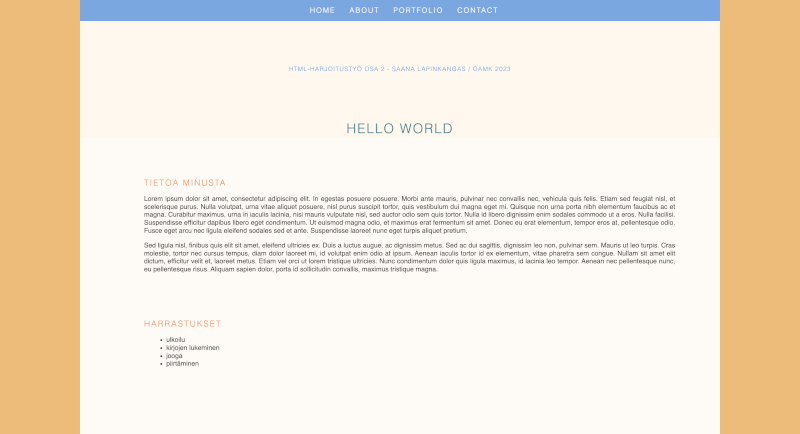 HOME ABOUT PORTFOLIO CONTACT
HTML-HARJOITUSTYÖ OSA 2 - SAANA LAPINKANGAS / OAMK 2023
HELLO WORLD
TIETOA MINUSTA
Lorem ipsum dolor sit amet, consectetur adipiscing elit. In egestas posuere posuere. Morbi ante mauris, pulvinar nec convallis nec, vehicula quis felis. Etiam sed feugiat nisl, et
scelerisque purus. Nulla volutpat, urna vitae aliquet posuere, nisl purus suscipit tortor, quis vestibulum dui magna eget mi. Quisque non urna porta nibh elementum faucibus ac et
magna. Curabitur maximus, urna in iaculis lacinia, nisi mauris vulputate nisl, sed auctor odio sem quis tortor. Nulla id libero dignissim enim sodales commodo ut a eros. Nulla facilisi.
Suspendisse efficitur dapibus libero eget condimentum. Ut euismod magna odio, et maximus erat fermentum sit amet. Donec eu erat elementum, tempor eros at, pellentesque odio.
Fusce eget arcu nec ligula eleifend sodales sed et ante. Suspendisse laoreet nunc eget turpis aliquet pretium.
Sed ligula nisl, finibus quis elit sit amet, eleifend ultricies ex. Duis a luctus augue, ac dignissim metus. Sed ac dui sagittis, dignissim leo non, pulvinar sem. Mauris ut leo turpis. Cras
molestie, tortor nec cursus tempus, diam dolor laoreet mi, id volutpat enim odio at ipsum. Aenean iaculis tortor id ex elementum, vitae pharetra sem congue. Nullam sit amet elit
dictum, efficitur velit et, laoreet metus. Etiam vel orci ut lorem tristique ultricies. Nunc condimentum dolor quis ligula maximus, id lacinia leo tempor. Aenean nec pellentesque nunc,
eu pellentesque risus. Aliquam sapien dolor, porta id sollicitudin convallis, maximus tristique magna.
HARRASTUKSET
• ulkoilu
• kirjojen lukeminen
• jooga
• piirtäminen